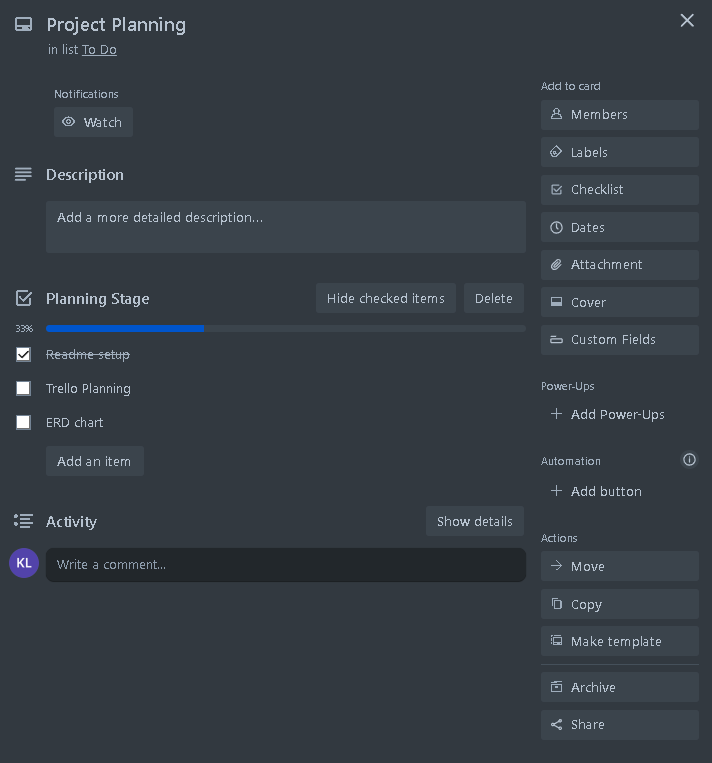 Project Planning
in list To Do
Notifications
Watch
Description
Add a more detailed description...
Planning Stage
Hide checked items
Delete
33%
Readme setup
Trello Planning
ERD chart
Add an item
Activity
Show details
KL
Write a comment...
Add to card
Members
Labels
Checklist
Dates
Attachment
Cover
Custom Fields
Power-Ups
Add Power-Ups
Automation
Add button
Actions
Move
Copy
Make template
Archive
Share